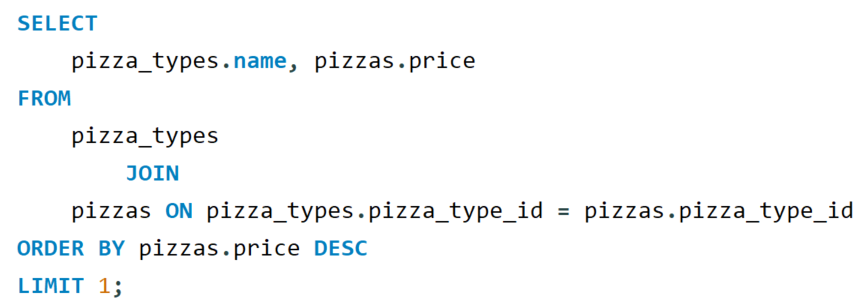 SELECT
    pizza_types.name, pizzas.price
FROM
    pizza_types
        JOIN
    pizzas ON pizza_types.pizza_type_id = pizzas.pizza_type_id
ORDER BY pizzas.price DESC
LIMIT 1;